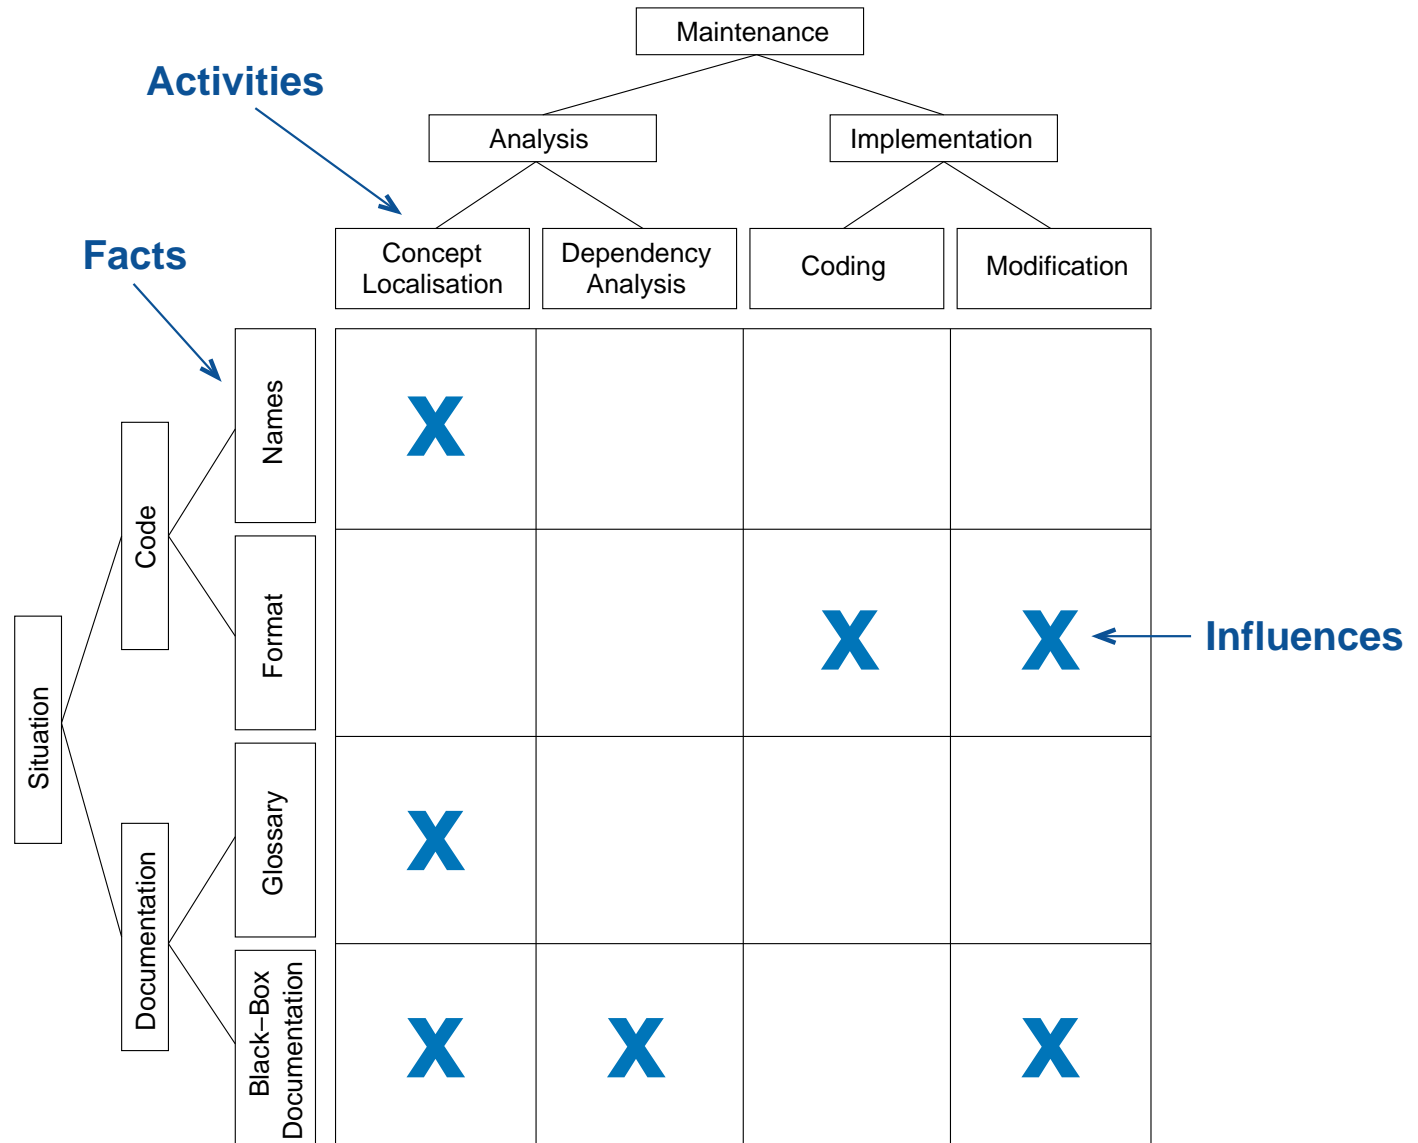 Maintenance
Activities
Analysis
Implementation
Facts
Concept
Localisation
Dependency
Analysis
Coding
Modification
Names
X
Code
Format
X
X
Influences
Situation
Glossary
X
Documentation
Black–Box
Documentation
X
X
X